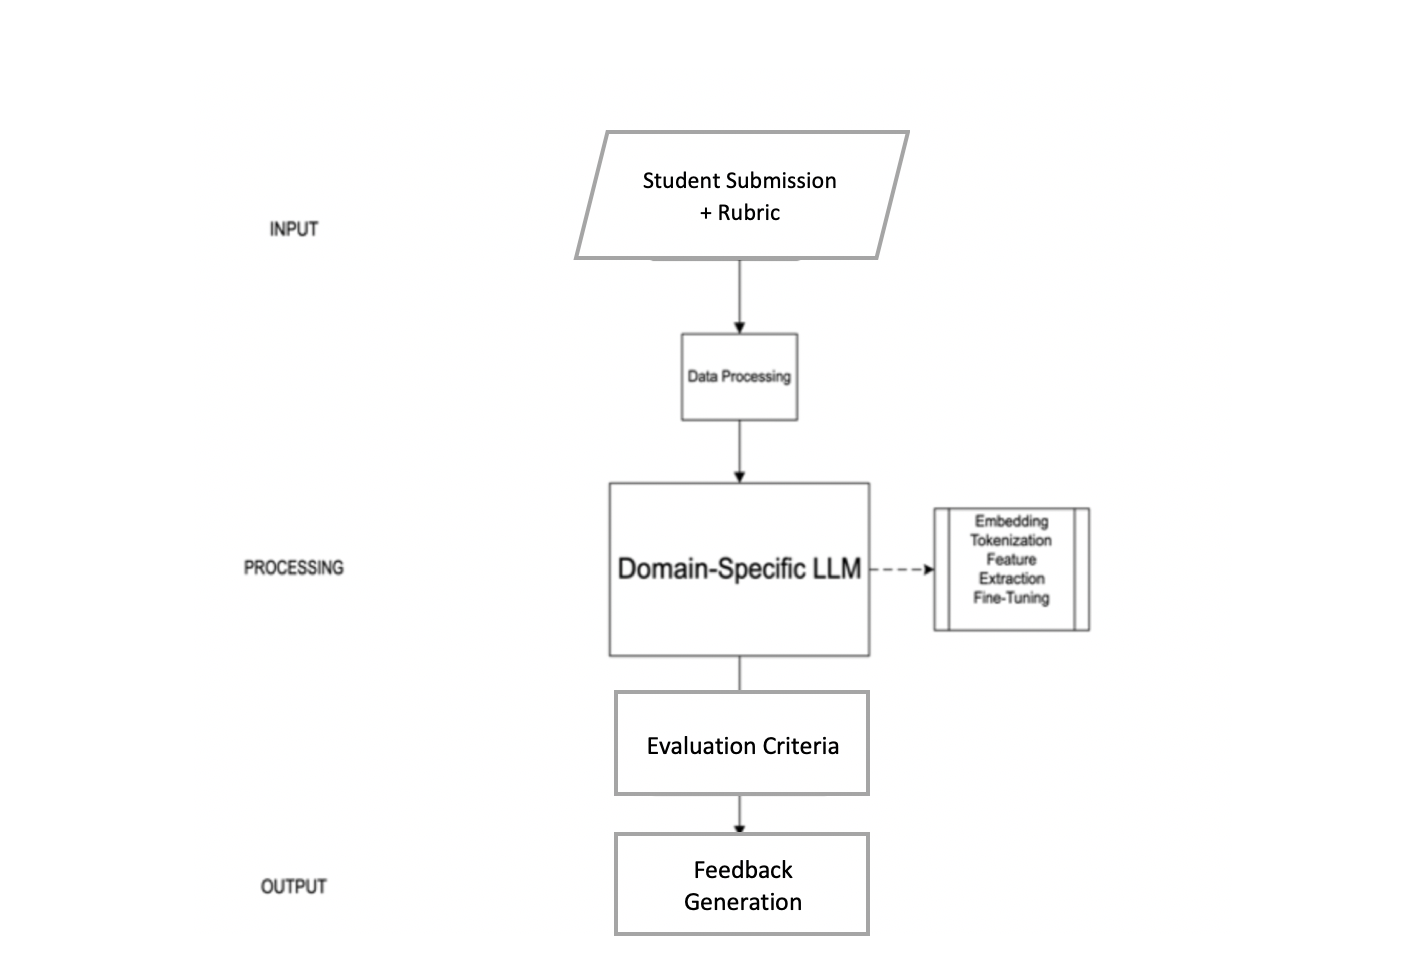 Student Submission
+ Rubric
INPUT
Data Processing
Embedding
Tokenization
Feature
Extraction
Fine-Tuning
Domain-Specific LLM
PROCESSING
Evaluation Criteria
Feedback
Generation
OUTPUT